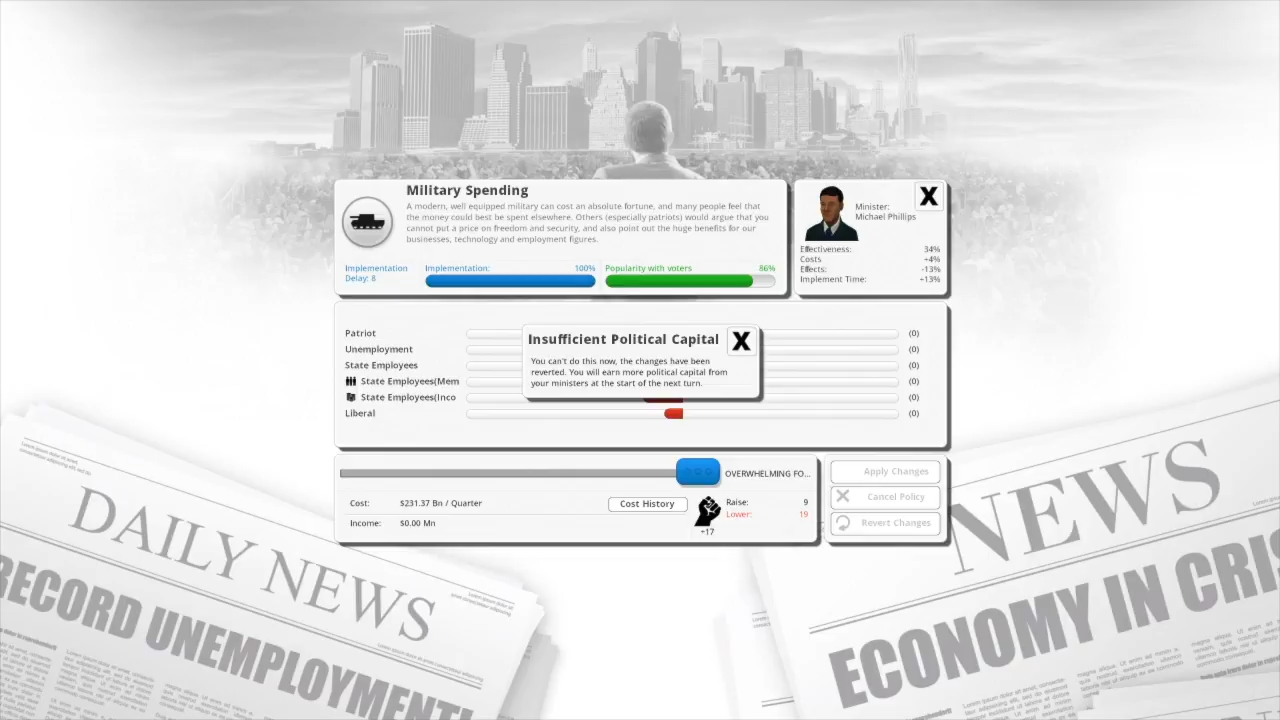 Military Spending
A modern, well equipped military can cost an absolute fortune, and many people feel that
the money could best be spent elsewhere. Others (especially patriots) would argue that you
cannot put a price on freedom and security, and also point out the huge benefits for our
businesses, technology and employment figures.
Implementation
Delay: 8
Implementation: 100%
Popularity with voters 86%
X
Minister:
Michael Phillips
Effectiveness: 34%
Costs +4%
Effects: -13%
Implement Time: +13%
Patriot (0)
Unemployment (0)
State Employees (0)
State Employees(Mem (0)
State Employees(Inco (0)
Liberal (0)
Insufficient Political Capital X
You can't do this now, the changes have been
reverted. You will earn more political capital from
your ministers at the start of the next turn.
OVERWHELMING FO...
Cost: $231.37 Bn / Quarter
Income: $0.00 Mn
Cost History
+17
Raise: 9
Lower: 19
Apply Changes
Cancel Policy
Revert Changes
DAILY NEWS
RECORD UNEMPLOYMENT!
NEWS
ECONOMY IN CRIS